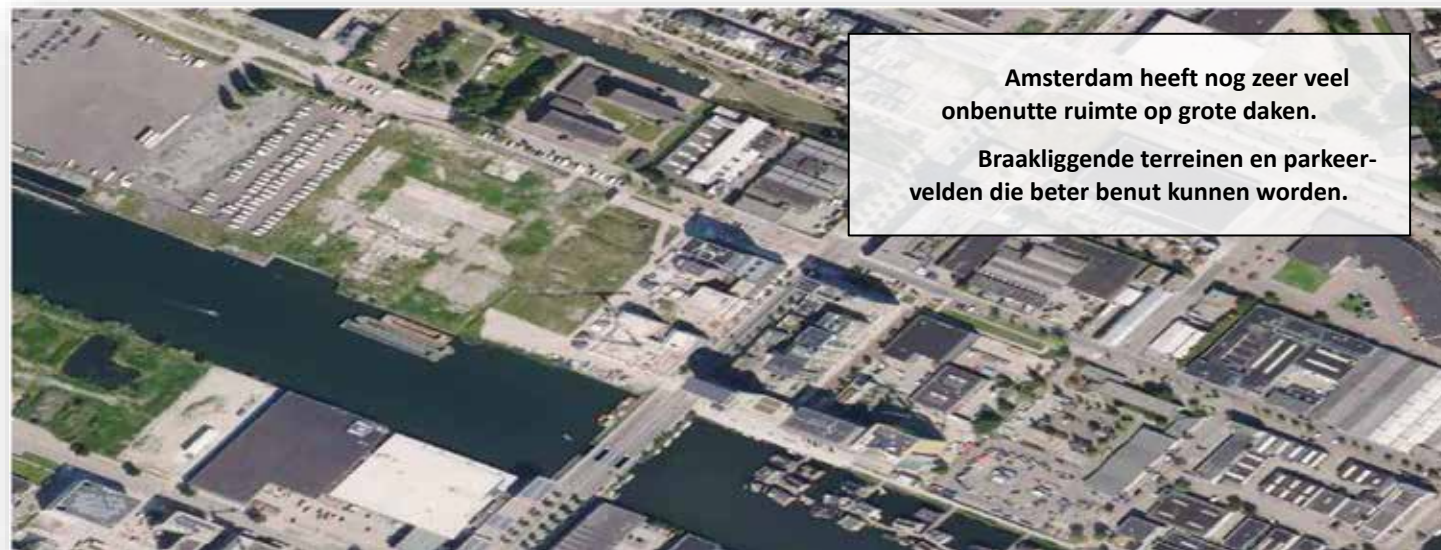 Amsterdam heeft nog zeer veel
onbenutte ruimte op grote daken.
Braakliggende terreinen en parkeer-
velden die beter benut kunnen worden.